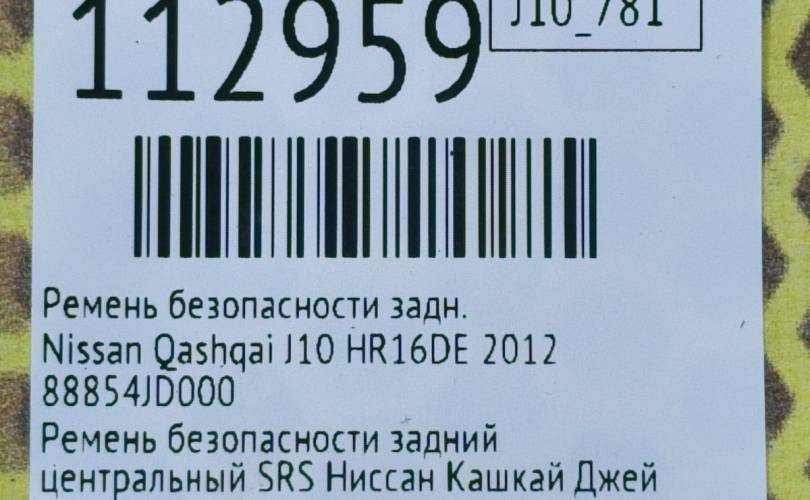 112959
J10_781
Ремень безопасности задн.
Nissan Qashqai J10 HR16DE 2012
88854JD000
Ремень безопасности задний
центральный SRS Ниссан Кашкай Джей